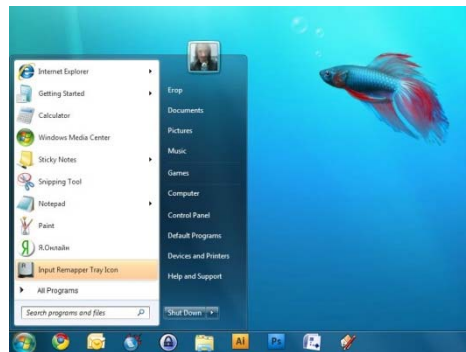 Internet Explorer
Getting Started
Calculator
Windows Media Center
Sticky Notes
Snipping Tool
Notepad
Paint
Я.Онлайн
Input Remapper Tray Icon
All Programs
Search programs and files
Егор
Documents
Pictures
Music
Games
Computer
Control Panel
Default Programs
Devices and Printers
Help and Support
Shut Down
Ai
Ps